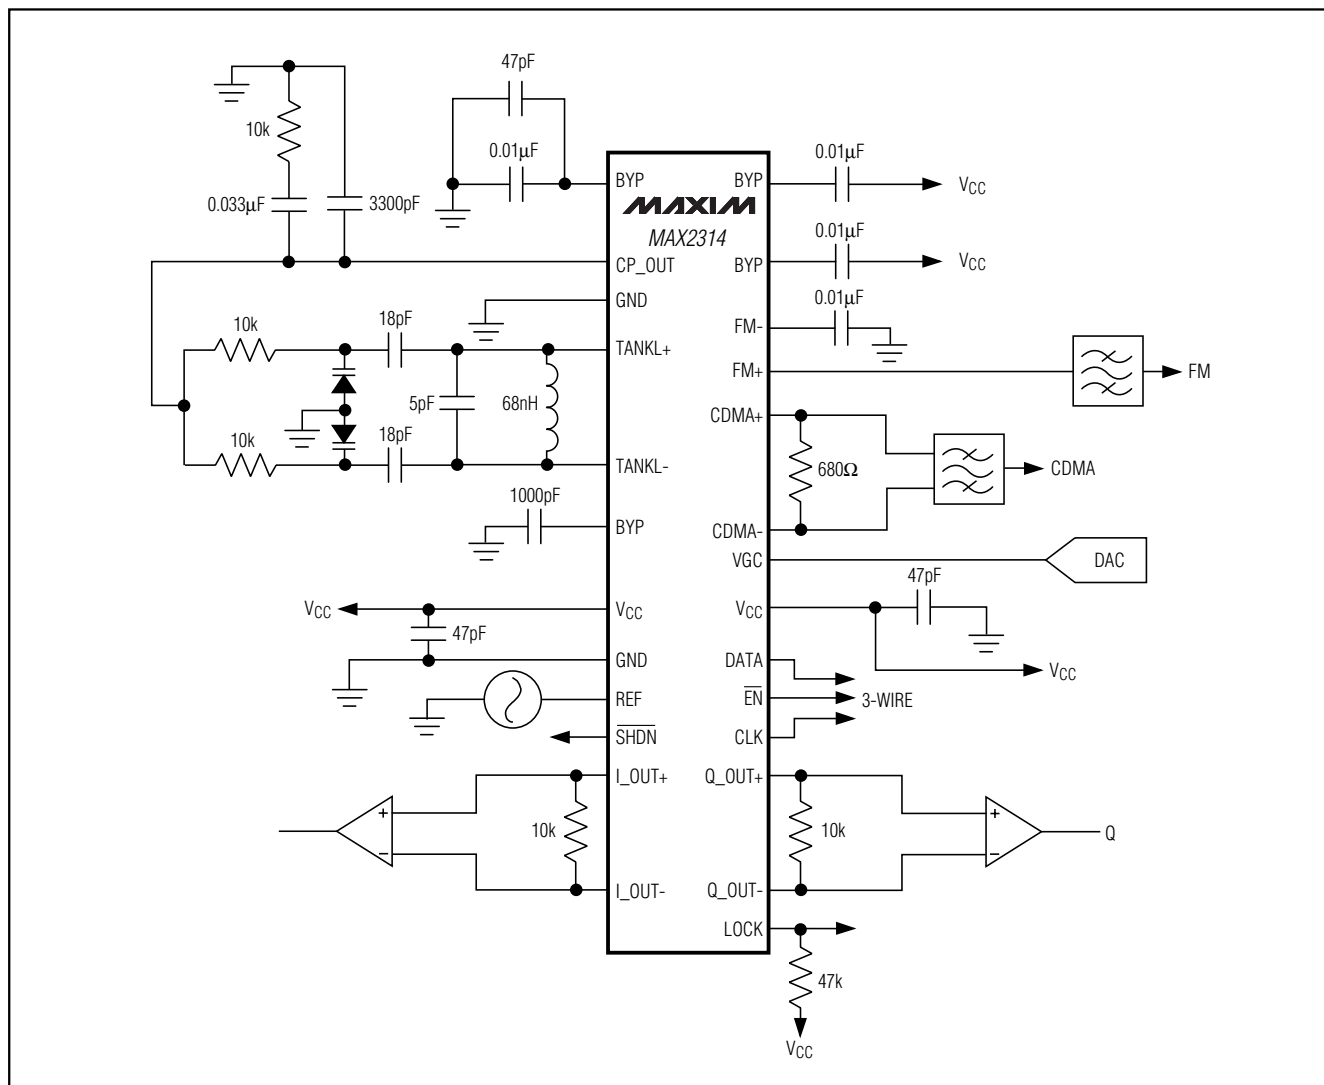 47pF
10k
0.01μF
0.01μF
BYP
BYP
VCC
MAXIM
0.033μF
3300pF
MAX2314
0.01μF
CP_OUT
BYP
VCC
GND
0.01μF
10k
18pF
FM-
TANKL+
FM+
FM
5pF
68nH
CDMA+
10k
18pF
TANKL-
680Ω
CDMA
1000pF
BYP
CDMA-
VGC
DAC
47pF
VCC
VCC
VCC
47pF
GND
DATA
VCC
REF
EN
3-WIRE
SHDN
CLK
I_OUT+
Q_OUT+
+
10k
10k
+
Q
−
−
I_OUT-
Q_OUT-
LOCK
47k
VCC